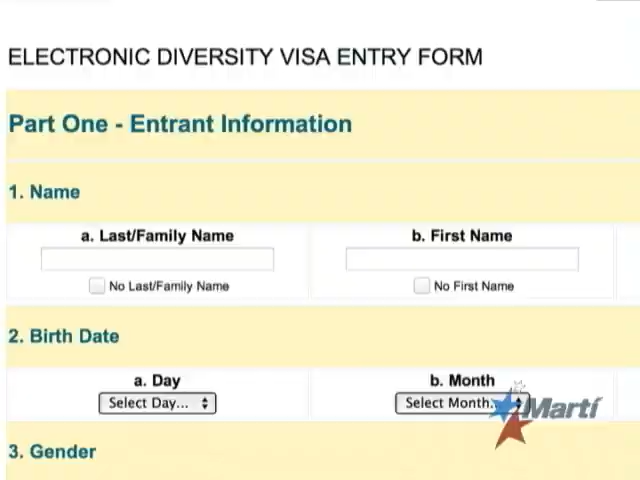 ELECTRONIC DIVERSITY VISA ENTRY FORM
Part One - Entrant Information
1. Name
a. Last/Family Name
b. First Name
No Last/Family Name
No First Name
2. Birth Date
a. Day
b. Month
Select Day...
Select Month...
Martí
3. Gender